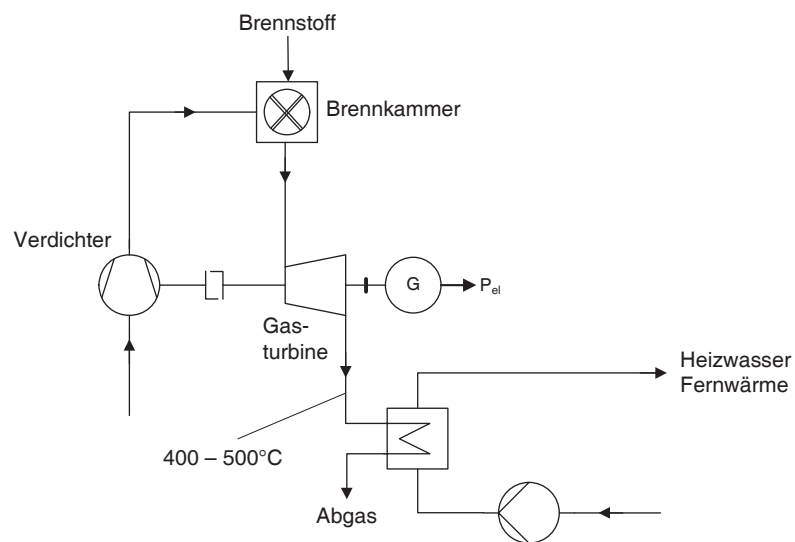 Brennstoff
Brennkammer
Verdichter
G
Pel
Gas-
turbine
Heizwasser
Fernwärme
400 – 500°C
Abgas